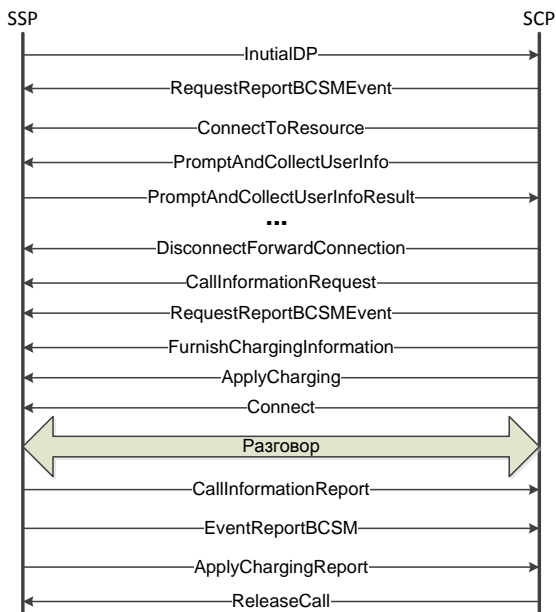 SSP SCP
InutialDP
RequestReportBCSMEvent
ConnectToResource
PromptAndCollectUserInfo
PromptAndCollectUserInfoResult
...
DisconnectForwardConnection
CallInformationRequest
RequestReportBCSMEvent
FurnishChargingInformation
ApplyCharging
Connect
Разговор
CallInformationReport
EventReportBCSM
ApplyChargingReport
ReleaseCall